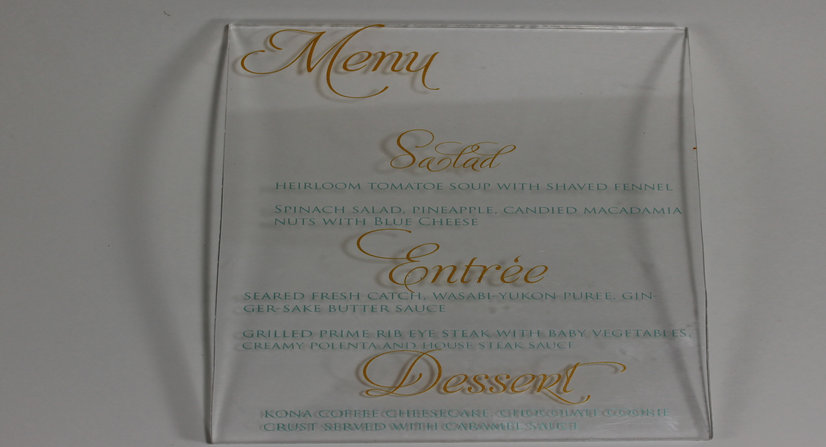 Menu
Salad
HEIRLOOM TOMATOE SOUP WITH SHAVED FENNEL
SPINACH SALAD, PINEAPPLE, CANDIED MACADAMIA
NUTS WITH BLUE CHEESE
Entrée
SEARED FRESH CATCH, WASABI-YUKON PUREE, GIN-
GER-SAKE BUTTER SAUCE
GRILLED PRIME RIB EYE STEAK WITH BABY VEGETABLES,
CREAMY POLENTA AND HOUSE STEAK SAUCE
Dessert
KONA COFFEE CHEESECAKE, CHOCOLATE COOKIE
CRUST SERVED WITH CARAMEL SAUCE